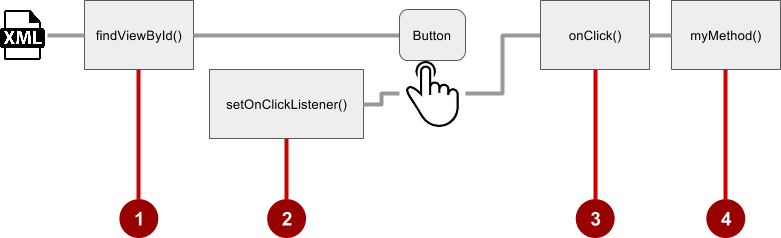 XML
findViewById()
Button
onClick()
myMethod()
setOnClickListener()
1
2
3
4